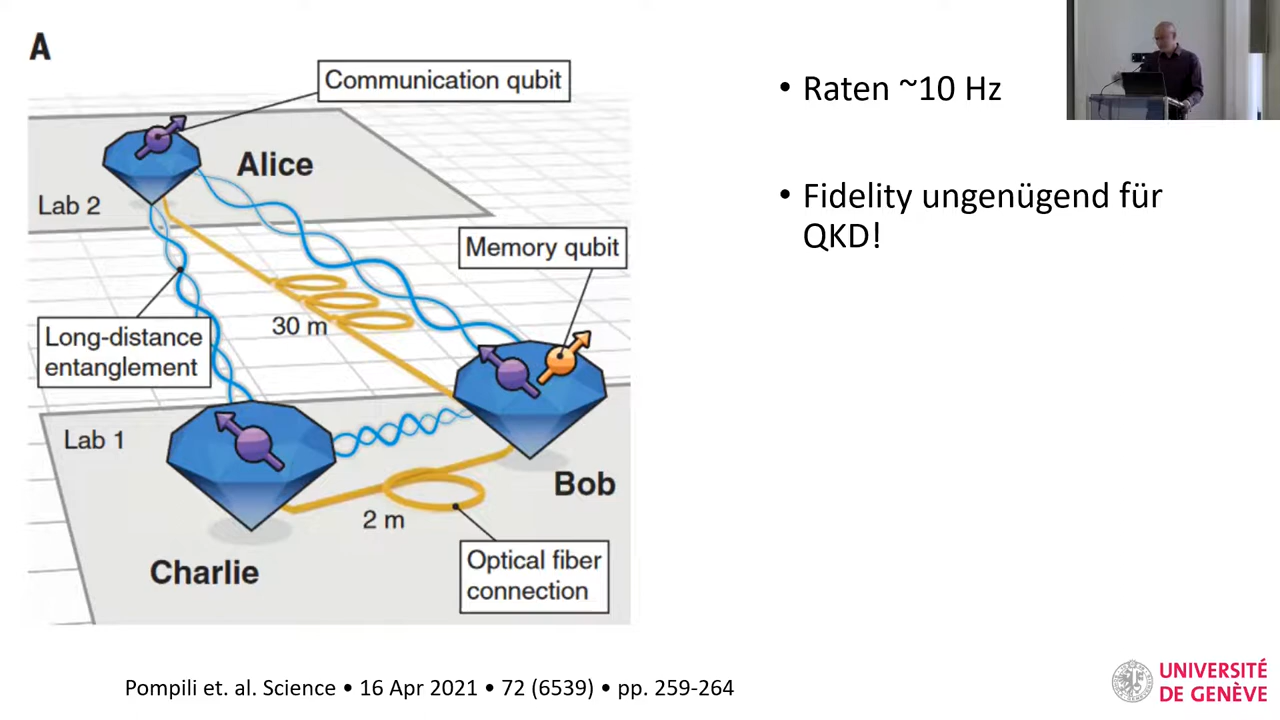 A
Communication qubit
Alice
Lab 2
Memory qubit
30 m
Long-distance
entanglement
Lab 1
Bob
2 m
Optical fiber
connection
Charlie
• Raten ~10 Hz
• Fidelity ungenügend für
QKD!
Pompili et. al. Science • 16 Apr 2021 • 72 (6539) • pp. 259-264
UNIVERSITÉ
DE GENÈVE